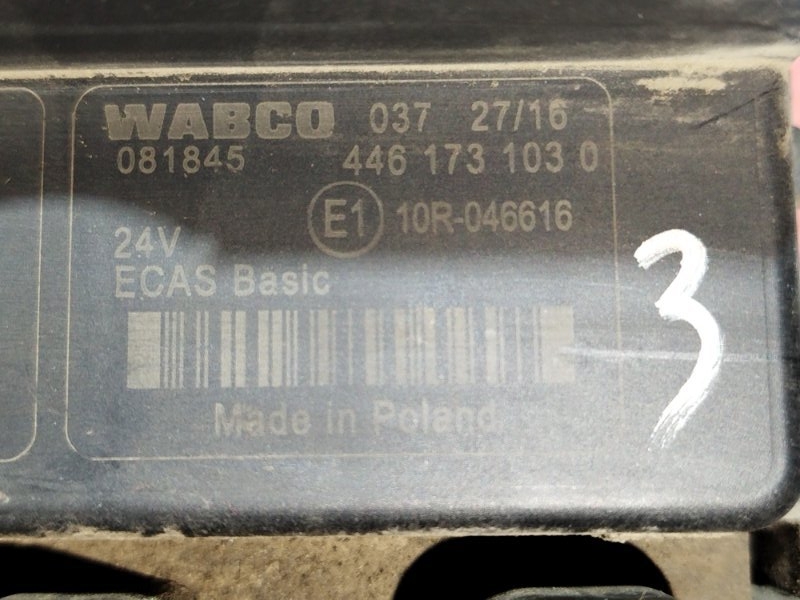 WABCO 037 27/16
081845 446 173 103 0
E1 10R-046616
24V
ECAS Basic
Made in Poland
3